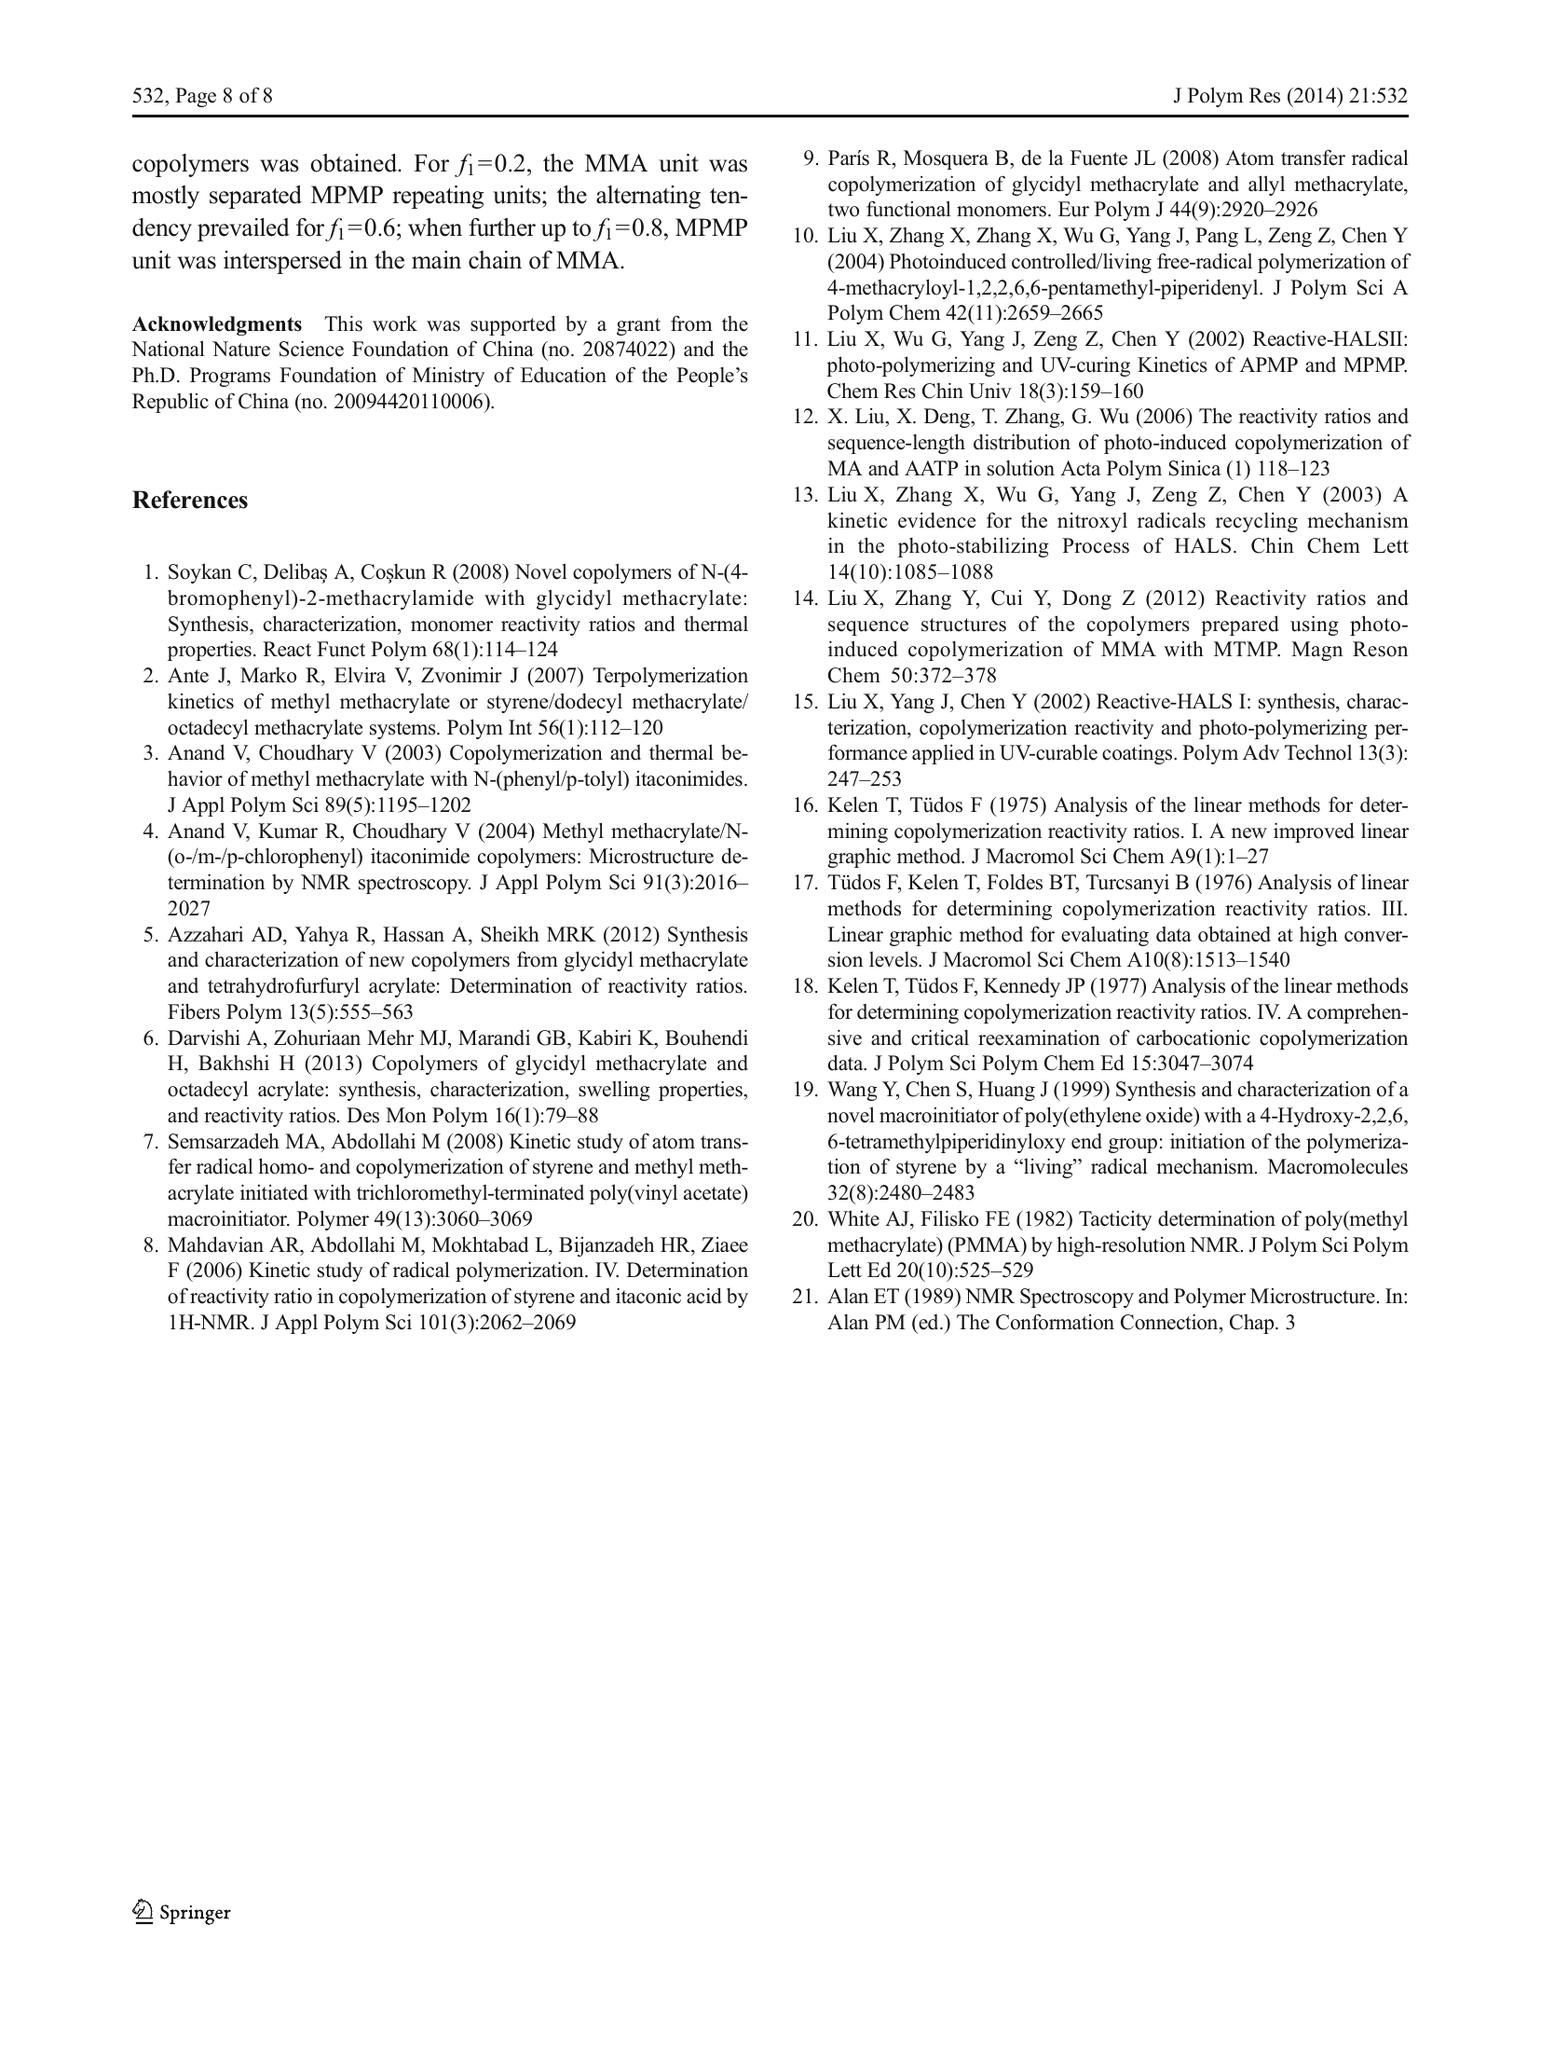 532, Page 8 of 8
J Polym Res (2014) 21:532
copolymers was obtained. For f1=0.2, the MMA unit was
mostly separated MPMP repeating units; the alternating ten-
dency prevailed for f1=0.6; when further up to f1=0.8, MPMP
unit was interspersed in the main chain of MMA.
Acknowledgments This work was supported by a grant from the
National Nature Science Foundation of China (no. 20874022) and the
Ph.D. Programs Foundation of Ministry of Education of the People's
Republic of China (no. 20094420110006).
References
1. Soykan C, Delibaş A, Coşkun R (2008) Novel copolymers of N-(4-
bromophenyl)-2-methacrylamide with glycidyl methacrylate:
Synthesis, characterization, monomer reactivity ratios and thermal
properties. React Funct Polym 68(1):114–124
2. Ante J, Marko R, Elvira V, Zvonimir J (2007) Terpolymerization
kinetics of methyl methacrylate or styrene/dodecyl methacrylate/
octadecyl methacrylate systems. Polym Int 56(1):112–120
3. Anand V, Choudhary V (2003) Copolymerization and thermal be-
havior of methyl methacrylate with N-(phenyl/p-tolyl) itaconimides.
J Appl Polym Sci 89(5):1195–1202
4. Anand V, Kumar R, Choudhary V (2004) Methyl methacrylate/N-
(o-/m-/p-chlorophenyl) itaconimide copolymers: Microstructure de-
termination by NMR spectroscopy. J Appl Polym Sci 91(3):2016–
2027
5. Azzahari AD, Yahya R, Hassan A, Sheikh MRK (2012) Synthesis
and characterization of new copolymers from glycidyl methacrylate
and tetrahydrofurfuryl acrylate: Determination of reactivity ratios.
Fibers Polym 13(5):555–563
6. Darvishi A, Zohuriaan Mehr MJ, Marandi GB, Kabiri K, Bouhendi
H, Bakhshi H (2013) Copolymers of glycidyl methacrylate and
octadecyl acrylate: synthesis, characterization, swelling properties,
and reactivity ratios. Des Mon Polym 16(1):79–88
7. Semsarzadeh MA, Abdollahi M (2008) Kinetic study of atom trans-
fer radical homo- and copolymerization of styrene and methyl meth-
acrylate initiated with trichloromethyl-terminated poly(vinyl acetate)
macroinitiator. Polymer 49(13):3060–3069
8. Mahdavian AR, Abdollahi M, Mokhtabad L, Bijanzadeh HR, Ziaee
F (2006) Kinetic study of radical polymerization. IV. Determination
of reactivity ratio in copolymerization of styrene and itaconic acid by
1H-NMR. J Appl Polym Sci 101(3):2062–2069
9. París R, Mosquera B, de la Fuente JL (2008) Atom transfer radical
copolymerization of glycidyl methacrylate and allyl methacrylate,
two functional monomers. Eur Polym J 44(9):2920–2926
10. Liu X, Zhang X, Zhang X, Wu G, Yang J, Pang L, Zeng Z, Chen Y
(2004) Photoinduced controlled/living free-radical polymerization of
4-methacryloyl-1,2,2,6,6-pentamethyl-piperidenyl. J Polym Sci A
Polym Chem 42(11):2659–2665
11. Liu X, Wu G, Yang J, Zeng Z, Chen Y (2002) Reactive-HALSII:
photo-polymerizing and UV-curing Kinetics of APMP and MPMP.
Chem Res Chin Univ 18(3):159–160
12. X. Liu, X. Deng, T. Zhang, G. Wu (2006) The reactivity ratios and
sequence-length distribution of photo-induced copolymerization of
MA and AATP in solution Acta Polym Sinica (1) 118–123
13. Liu X, Zhang X, Wu G, Yang J, Zeng Z, Chen Y (2003) A
kinetic evidence for the nitroxyl radicals recycling mechanism
in the photo-stabilizing Process of HALS. Chin Chem Lett
14(10):1085–1088
14. Liu X, Zhang Y, Cui Y, Dong Z (2012) Reactivity ratios and
sequence structures of the copolymers prepared using photo-
induced copolymerization of MMA with MTMP. Magn Reson
Chem 50:372–378
15. Liu X, Yang J, Chen Y (2002) Reactive-HALS I: synthesis, charac-
terization, copolymerization reactivity and photo-polymerizing per-
formance applied in UV-curable coatings. Polym Adv Technol 13(3):
247–253
16. Kelen T, Tüdos F (1975) Analysis of the linear methods for deter-
mining copolymerization reactivity ratios. I. A new improved linear
graphic method. J Macromol Sci Chem A9(1):1–27
17. Tüdos F, Kelen T, Foldes BT, Turcsanyi B (1976) Analysis of linear
methods for determining copolymerization reactivity ratios. III.
Linear graphic method for evaluating data obtained at high conver-
sion levels. J Macromol Sci Chem A10(8):1513–1540
18. Kelen T, Tüdos F, Kennedy JP (1977) Analysis of the linear methods
for determining copolymerization reactivity ratios. IV. A comprehen-
sive and critical reexamination of carbocationic copolymerization
data. J Polym Sci Polym Chem Ed 15:3047–3074
19. Wang Y, Chen S, Huang J (1999) Synthesis and characterization of a
novel macroinitiator of poly(ethylene oxide) with a 4-Hydroxy-2,2,6,
6-tetramethylpiperidinyloxy end group: initiation of the polymeriza-
tion of styrene by a “living” radical mechanism. Macromolecules
32(8):2480–2483
20. White AJ, Filisko FE (1982) Tacticity determination of poly(methyl
methacrylate) (PMMA) by high-resolution NMR. J Polym Sci Polym
Lett Ed 20(10):525–529
21. Alan ET (1989) NMR Spectroscopy and Polymer Microstructure. In:
Alan PM (ed.) The Conformation Connection, Chap. 3
Springer